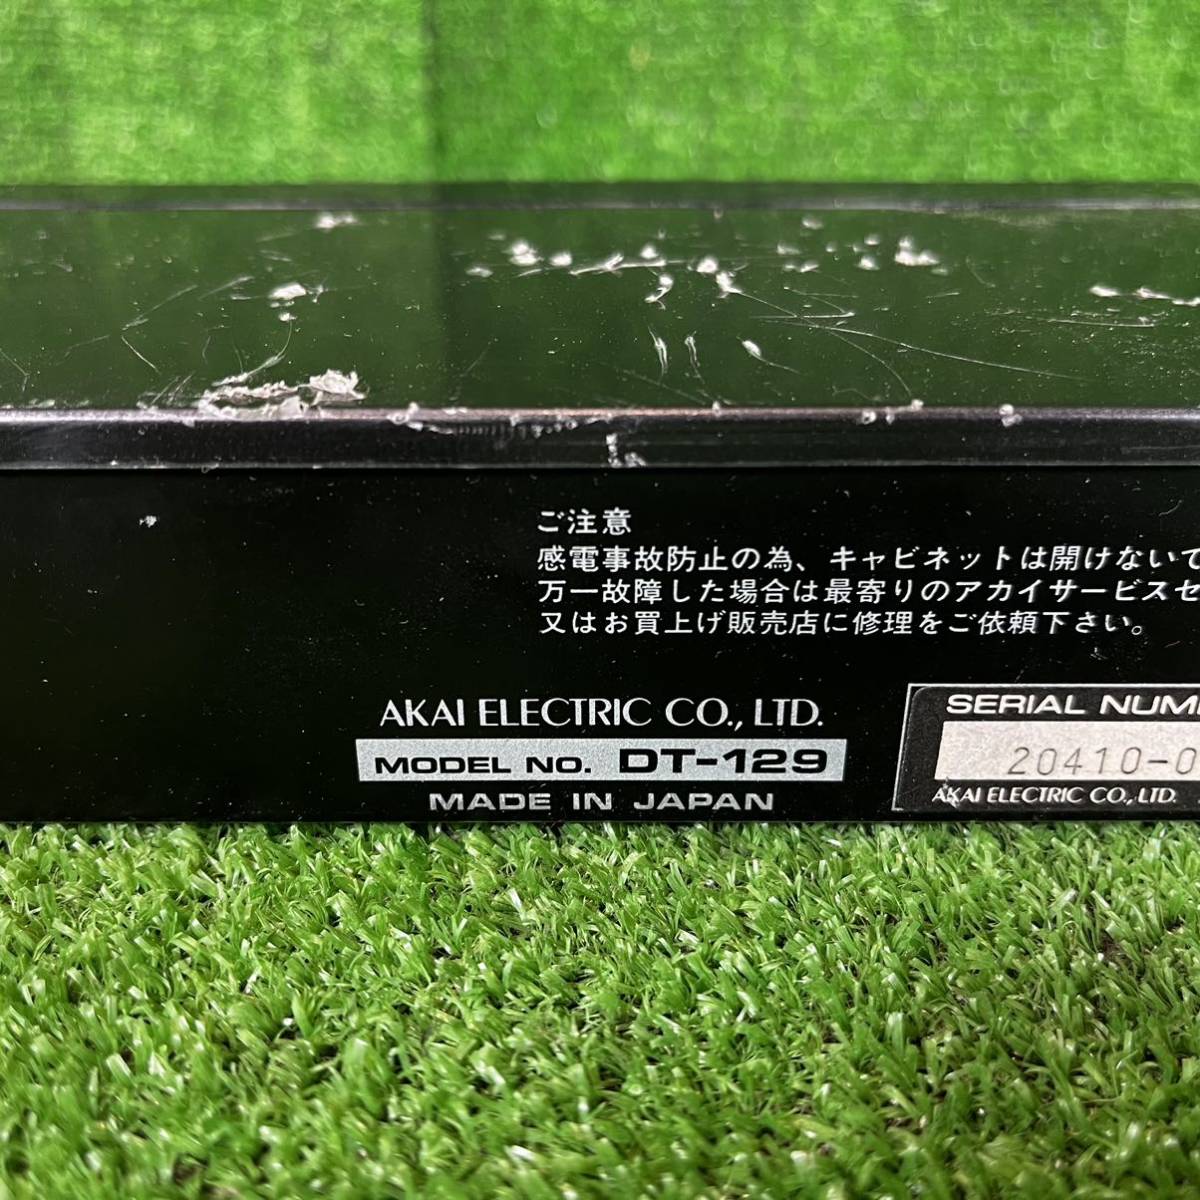 ご注意
感電事故防止の為、キャビネットは開けないで
万一故障した場合は最寄りのアカイサービスセ
又はお買上げ販売店に修理をご依頼下さい。
AKAI ELECTRIC CO., LTD.
MODEL NO. DT-129
MADE IN JAPAN
SERIAL NUM
20410-0
AKAI ELECTRIC CO., LTD.